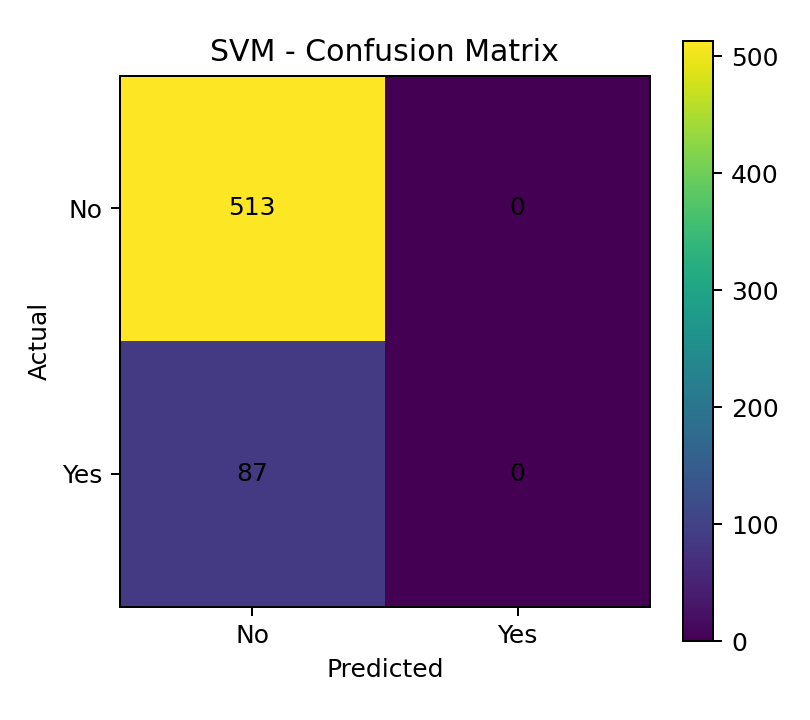 SVM - Confusion Matrix
Actual
No
Yes
513
0
87
0
No
Yes
Predicted
500
400
300
200
100
0